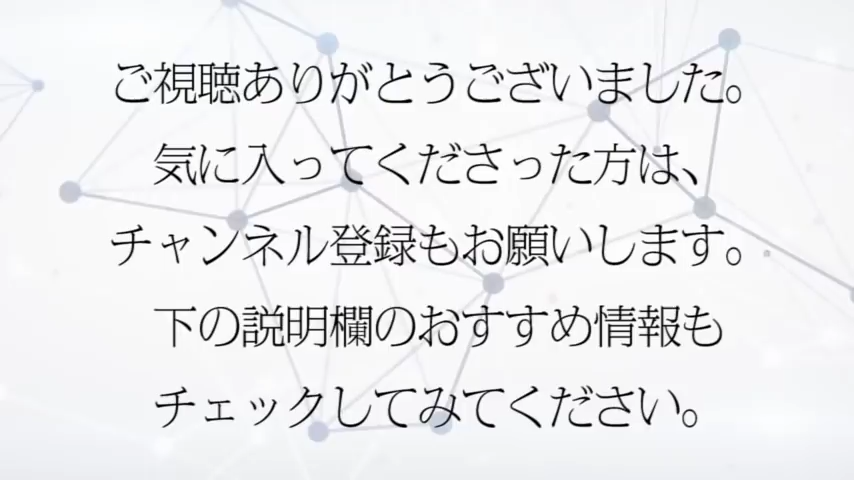 ご視聴ありがとうございました。
気に入ってくださった方は、
チャンネル登録もお願いします。
下の説明欄のおすすめ情報も
チェックしてみてください。